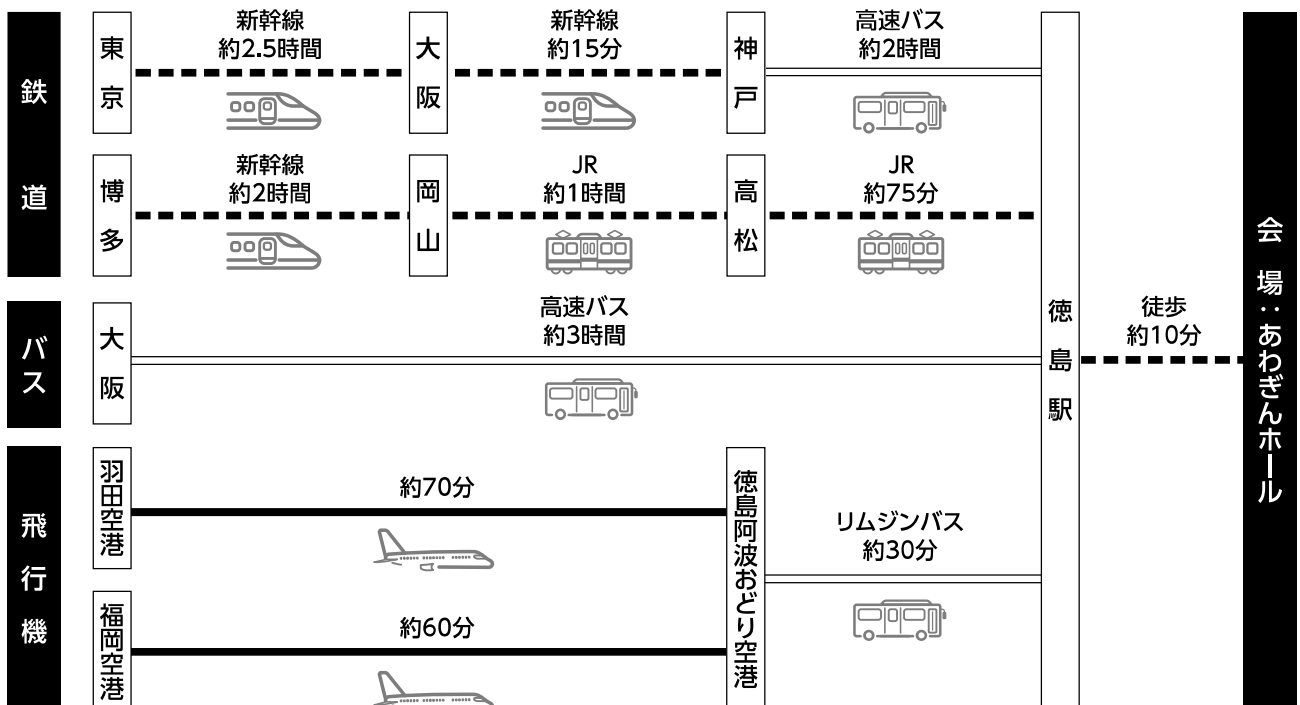 鉄道
東京
新幹線
約2.5時間
大阪
新幹線
約15分
神戸
高速バス
約2時間
博多
新幹線
約2時間
岡山
JR
約1時間
高松
JR
約75分
バス
大阪
高速バス
約3時間
飛行機
羽田空港
約70分
福岡空港
約60分
徳島阿波おどり空港
リムジンバス
約30分
徳島駅
徒歩
約10分
会場:あわぎんホール